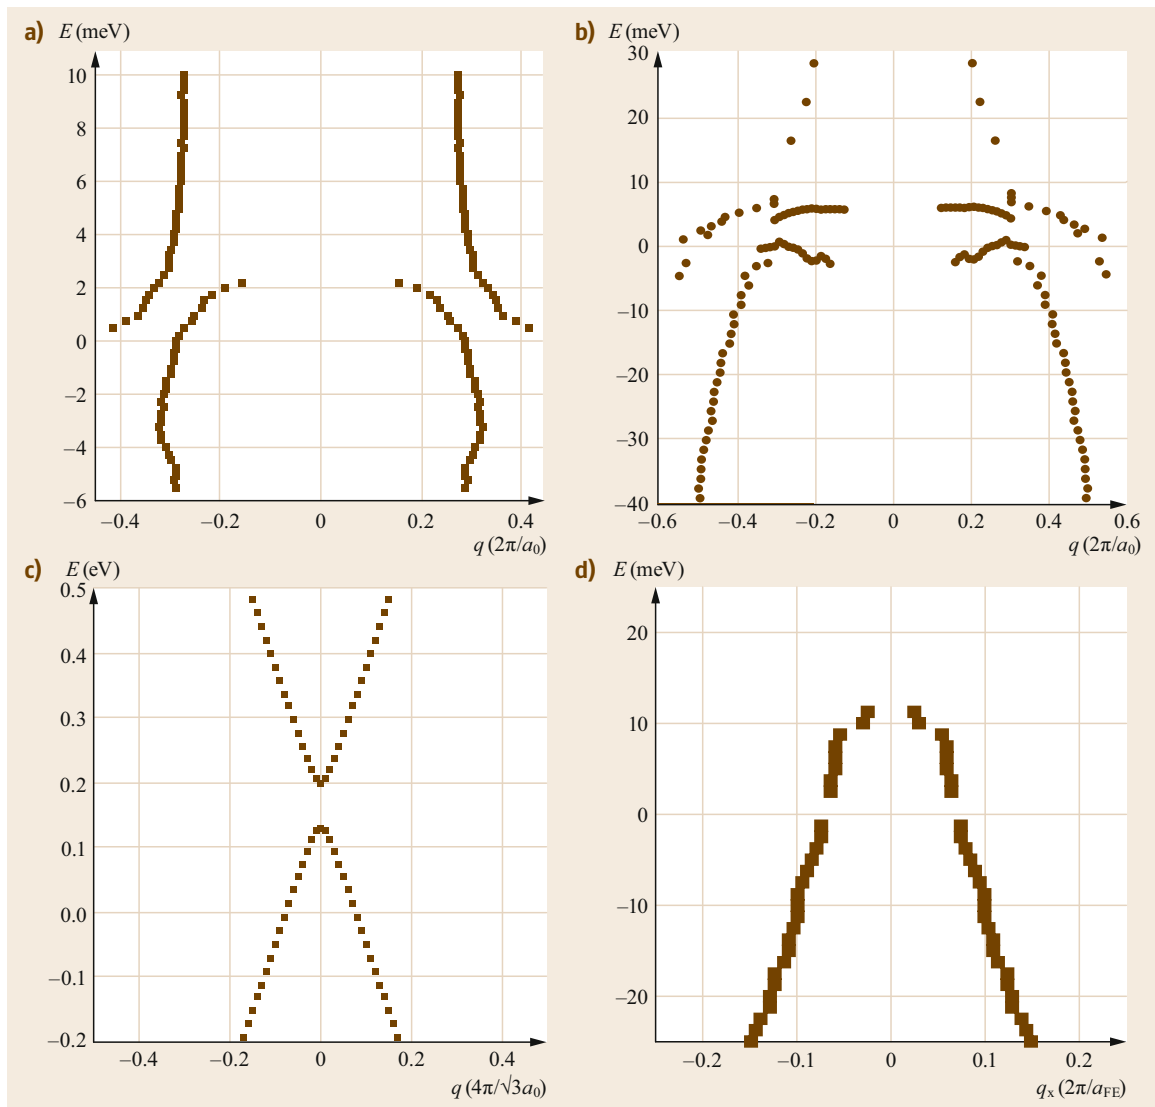 a) E (meV)
10
8
6
4
2
0
−2
−4
−6
−0.4 −0.2 0 0.2 0.4
q (2π/a₀)
b) E (meV)
30
20
10
0
−10
−20
−30
−40
−0.6 −0.4 −0.2 0 0.2 0.4 0.6
q (2π/a₀)
c) E (eV)
0.5
0.4
0.3
0.2
0.1
0.0
−0.1
−0.2
−0.4 −0.2 0 0.2 0.4
q (4π/√3a₀)
d) E (meV)
20
10
0
−10
−20
−0.2 −0.1 0 0.1 0.2
qₓ (2π/a_FE)